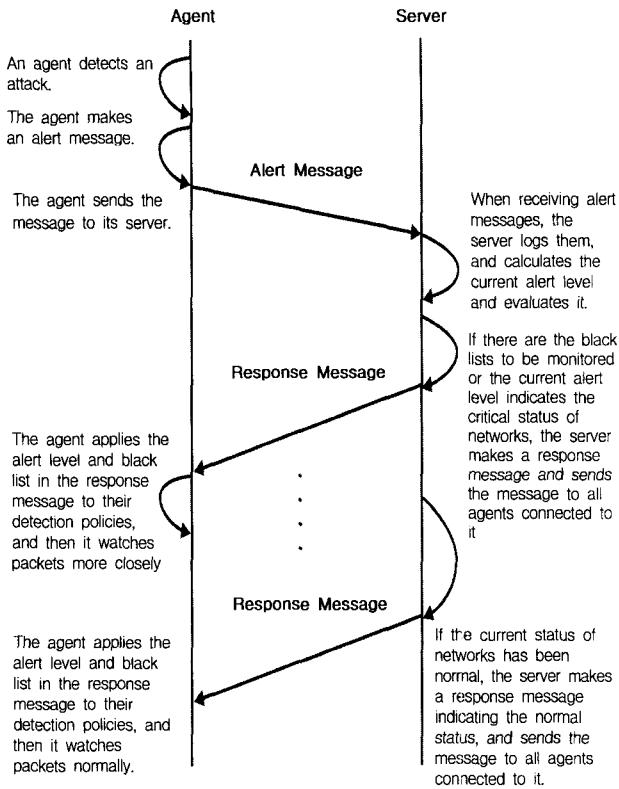 Agent
Server
An agent detects an
attack.
The agent makes
an alert message.
Alert Message
The agent sends the
message to its server.
When receiving alert
messages, the
server logs them,
and calculates the
current alert level
and evaluates it.
If there are the black
lists to be monitored
or the current alert
level indicates the
critical status of
networks, the server
makes a response
message and sends
the message to all
agents connected to
it
Response Message
The agent applies the
alert level and black
list in the response
message to their
detection policies,
and then it watches
packets more closely
Response Message
The agent applies the
alert level and black
list in the response
message to their
detection policies, and
then it watches
packets normally.
If the current status of
networks has been
normal, the server makes
a response message
indicating the normal
status, and sends the
message to all agents
connected to it.